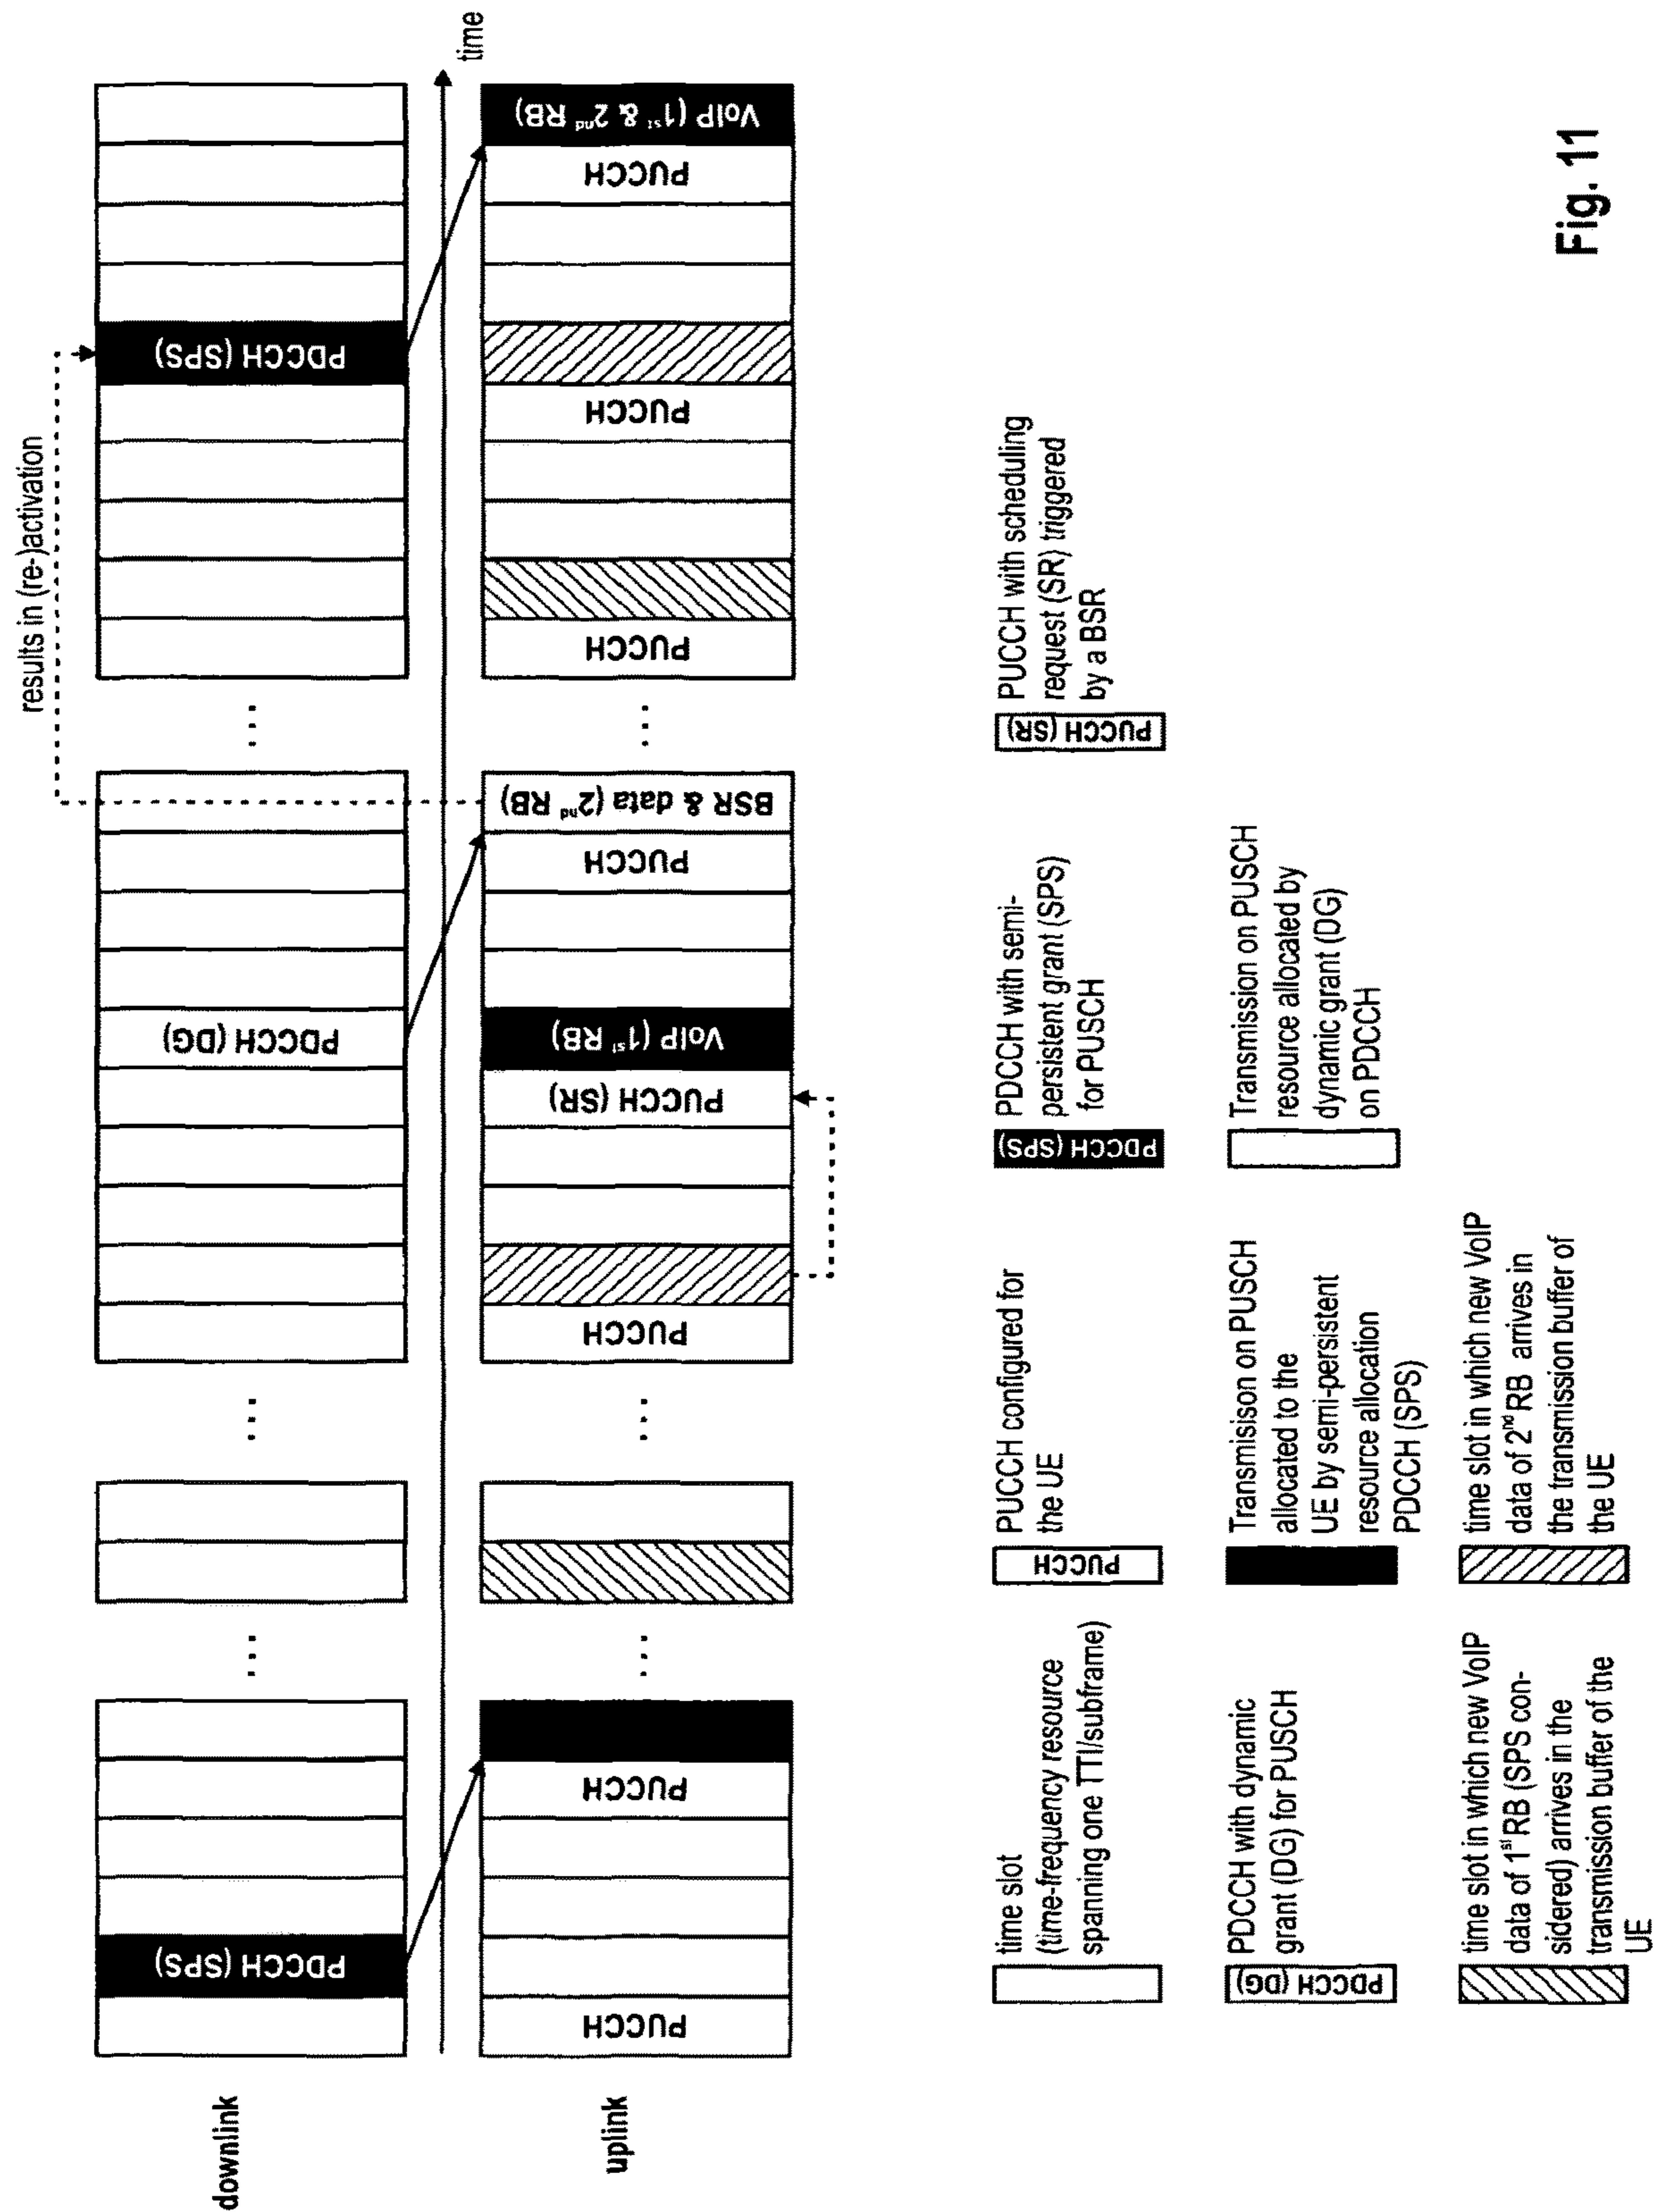 results in (re-)activation
downlink
PDCCH (SPS)
...
...
PDCCH (DG)
...
PDCCH (SPS)
time
uplink
PUCCH
PUCCH
...
...
PUCCH
PUCCH (SR)
VoIP (1st RB)
PUCCH
BSR & data (2nd RB)
...
PUCCH
PUCCH
PUCCH
VoIP (1st & 2nd RB)
time slot
(time-frequency resource
spanning one TTI/subframe)
PUCCH
PUCCH configured for
the UE
PDCCH (SPS)
PDCCH with semi-
persistent grant (SPS)
for PUSCH
PUCCH (SR)
PUCCH with scheduling
request (SR) triggered
by a BSR
PDCCH (DG)
PDCCH with dynamic
grant (DG) for PUSCH
Transmisison on PUSCH
allocated to the
UE by semi-persistent
resource allocation
PDCCH (SPS)
Transmission on PUSCH
resource allocated by
dynamic grant (DG)
on PDCCH
time slot in which new VoIP
data of 1st RB (SPS con-
sidered) arrives in the
transmission buffer of the
UE
time slot in which new VoIP
data of 2nd RB arrives in
the transmission buffer of
the UE
Fig. 11